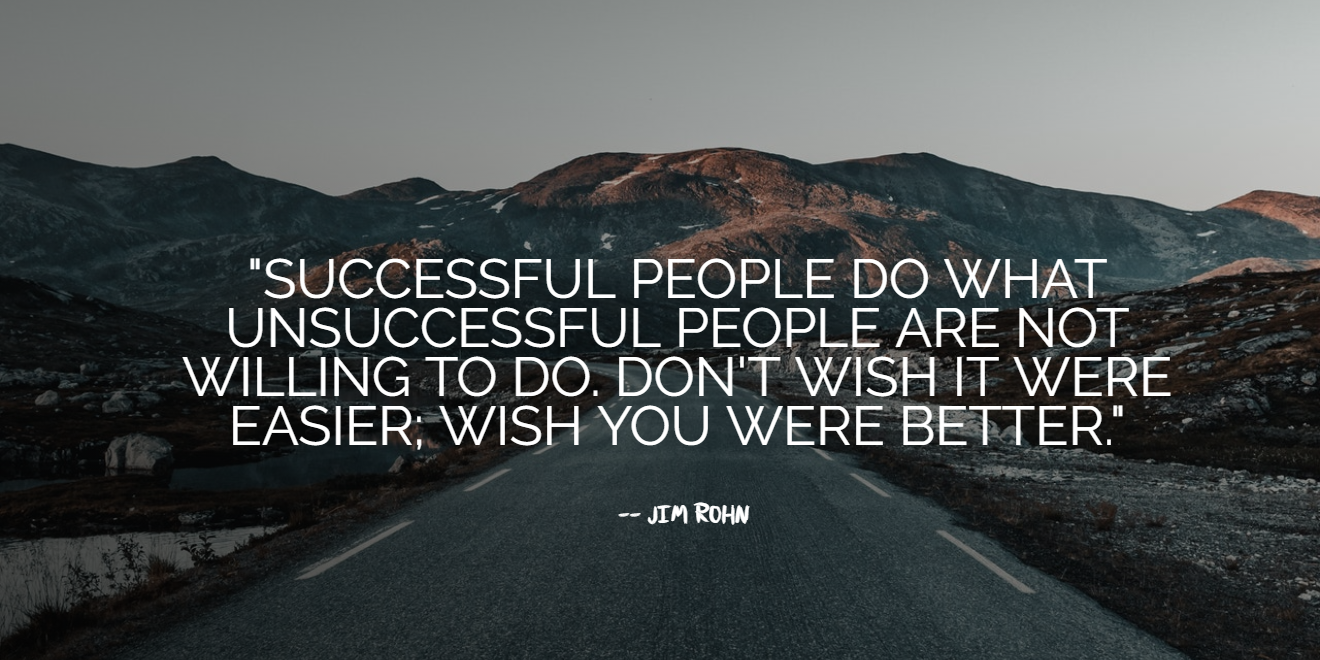 "SUCCESSFUL PEOPLE DO WHAT
UNSUCCESSFUL PEOPLE ARE NOT
WILLING TO DO. DON'T WISH IT WERE
EASIER; WISH YOU WERE BETTER."
-- JIM ROHN